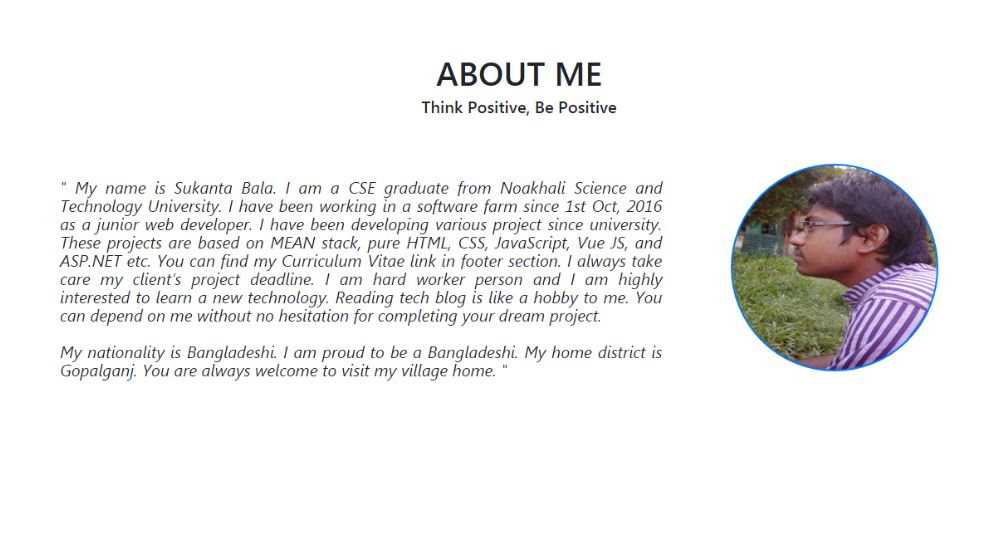 ABOUT ME
Think Positive, Be Positive
" My name is Sukanta Bala. I am a CSE graduate from Noakhali Science and
Technology University. I have been working in a software farm since 1st Oct, 2016
as a junior web developer. I have been developing various project since university.
These projects are based on MEAN stack, pure HTML, CSS, JavaScript, Vue JS, and
ASP.NET etc. You can find my Curriculum Vitae link in footer section. I always take
care my client's project deadline. I am hard worker person and I am highly
interested to learn a new technology. Reading tech blog is like a hobby to me. You
can depend on me without no hesitation for completing your dream project.
My nationality is Bangladeshi. I am proud to be a Bangladeshi. My home district is
Gopalganj. You are always welcome to visit my village home. "